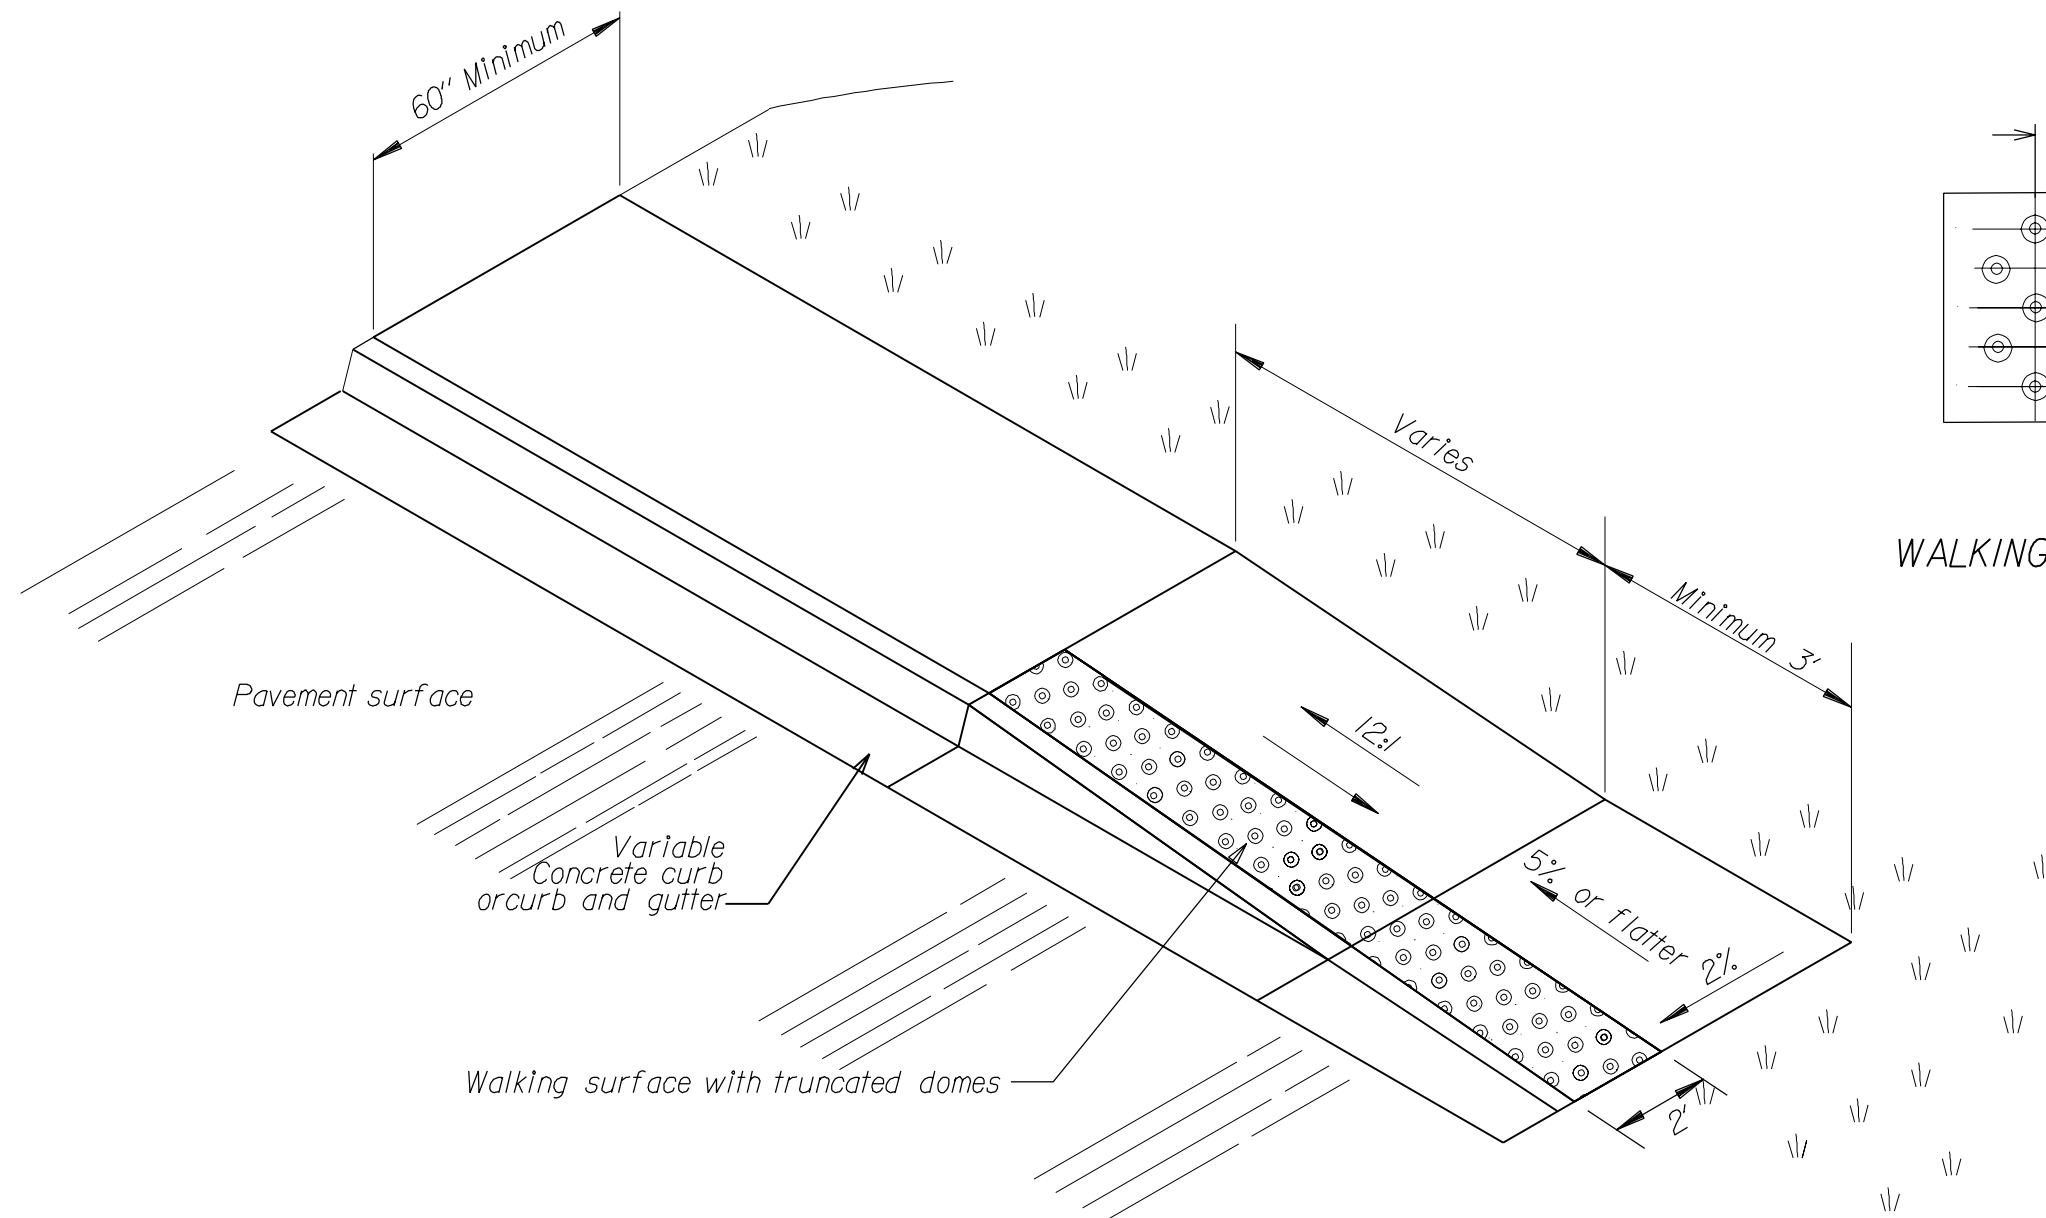 60" Minimum
Varies
WALKING
Minimum 3'
Pavement surface
12:1
Variable
Concrete curb
orcurb and gutter
5% or flatter
2%
Walking surface with truncated domes
2'